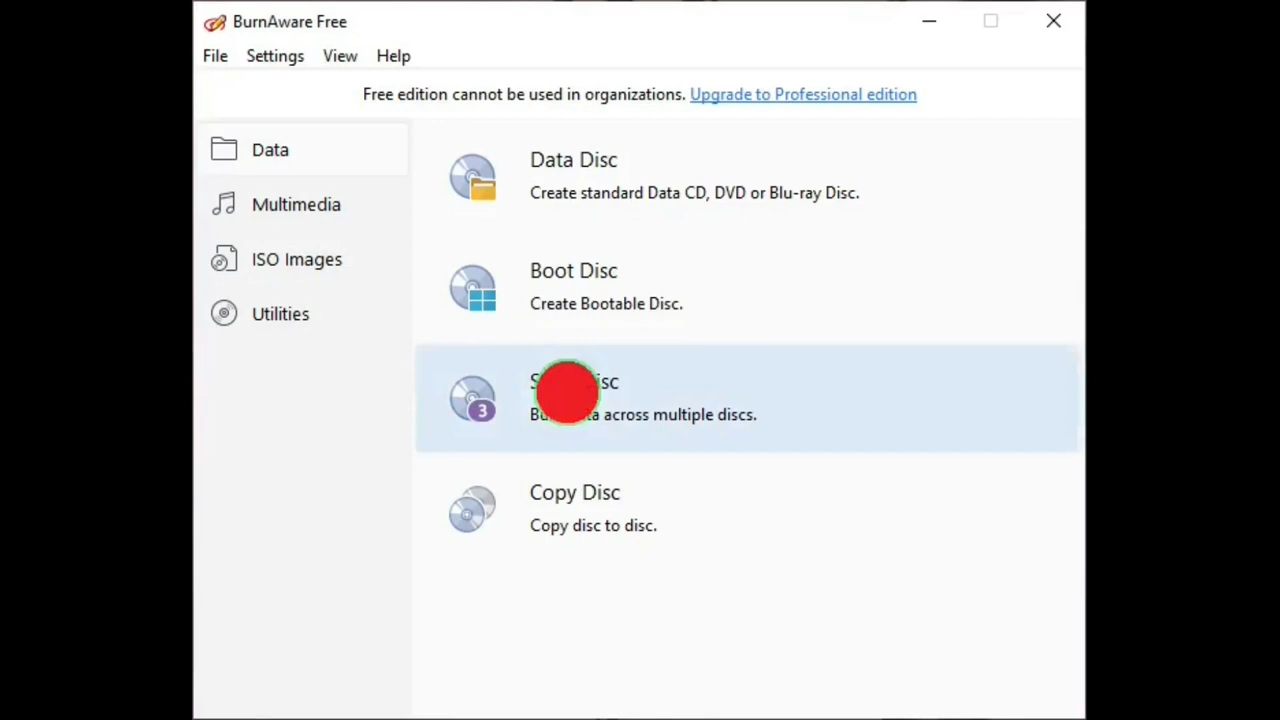 BurnAware Free
File Settings View Help
Free edition cannot be used in organizations. Upgrade to Professional edition
Data
Multimedia
ISO Images
Utilities
Data Disc
Create standard Data CD, DVD or Blu-ray Disc.
Boot Disc
Create Bootable Disc.
3
across multiple discs.
Copy Disc
Copy disc to disc.